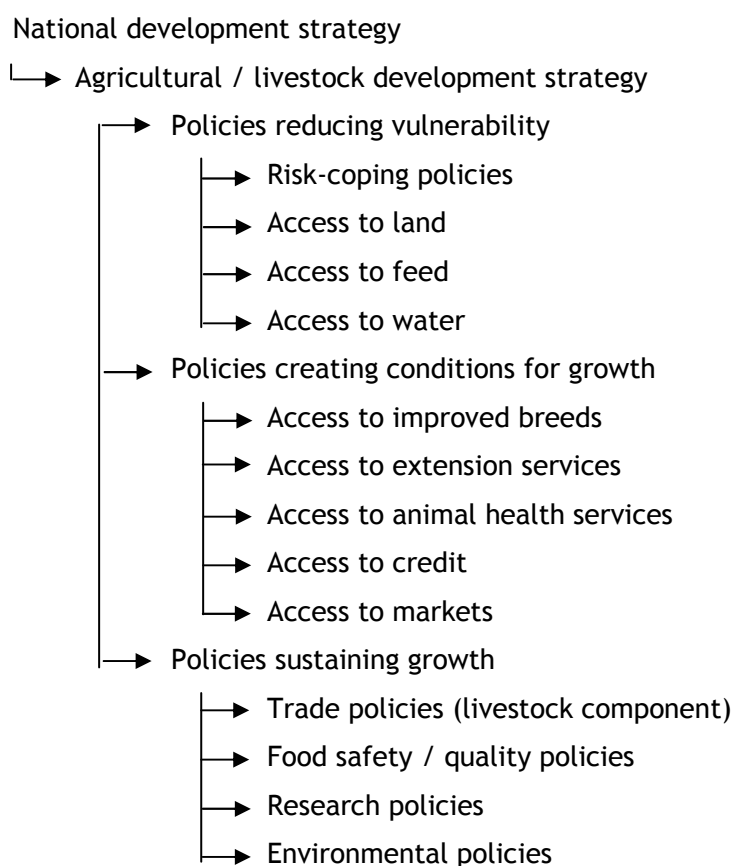 National development strategy
Agricultural / livestock development strategy
Policies reducing vulnerability
Risk-coping policies
Access to land
Access to feed
Access to water
Policies creating conditions for growth
Access to improved breeds
Access to extension services
Access to animal health services
Access to credit
Access to markets
Policies sustaining growth
Trade policies (livestock component)
Food safety / quality policies
Research policies
Environmental policies